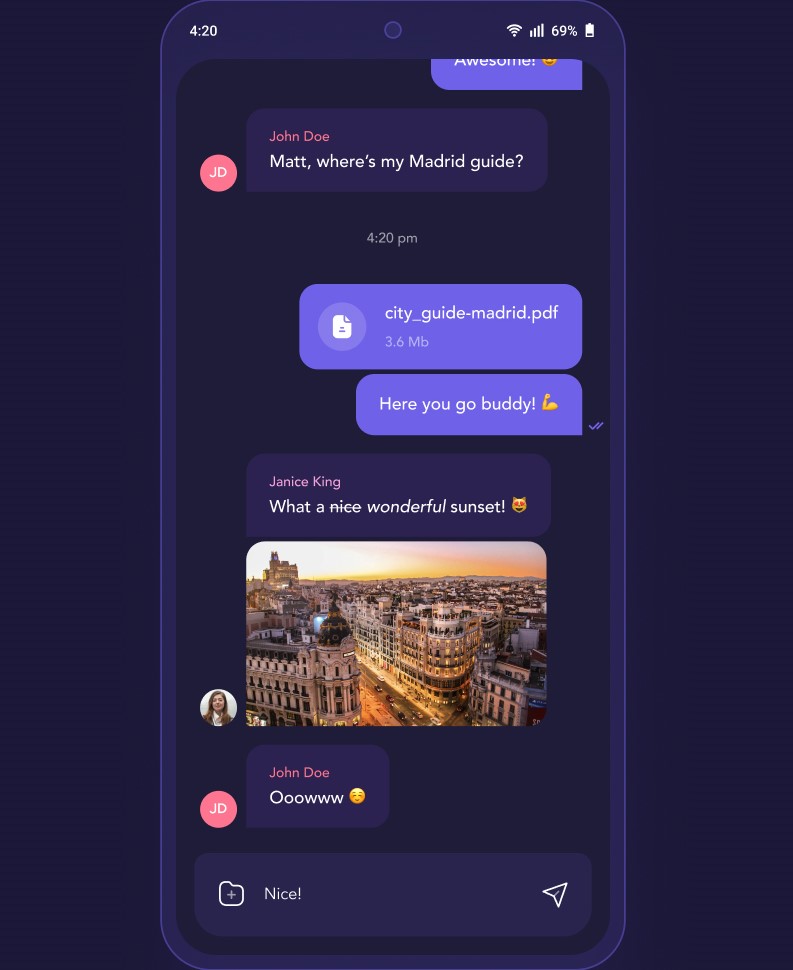 4:20
69%
Awesome! 😊
John Doe
Matt, where's my Madrid guide?
JD
4:20 pm
city_guide-madrid.pdf
3.6 Mb
Here you go buddy! 💪
Janice King
What a nice wonderful sunset! 😻
John Doe
Ooowww ☺️
JD
Nice!